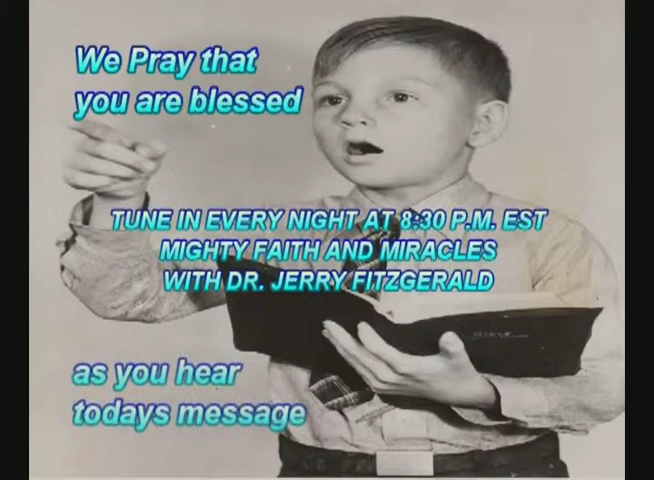 We Pray that
you are blessed
TUNE IN EVERY NIGHT AT 8:30 P.M. EST
MIGHTY FAITH AND MIRACLES
WITH DR. JERRY FITZGERALD
as you hear
todays message